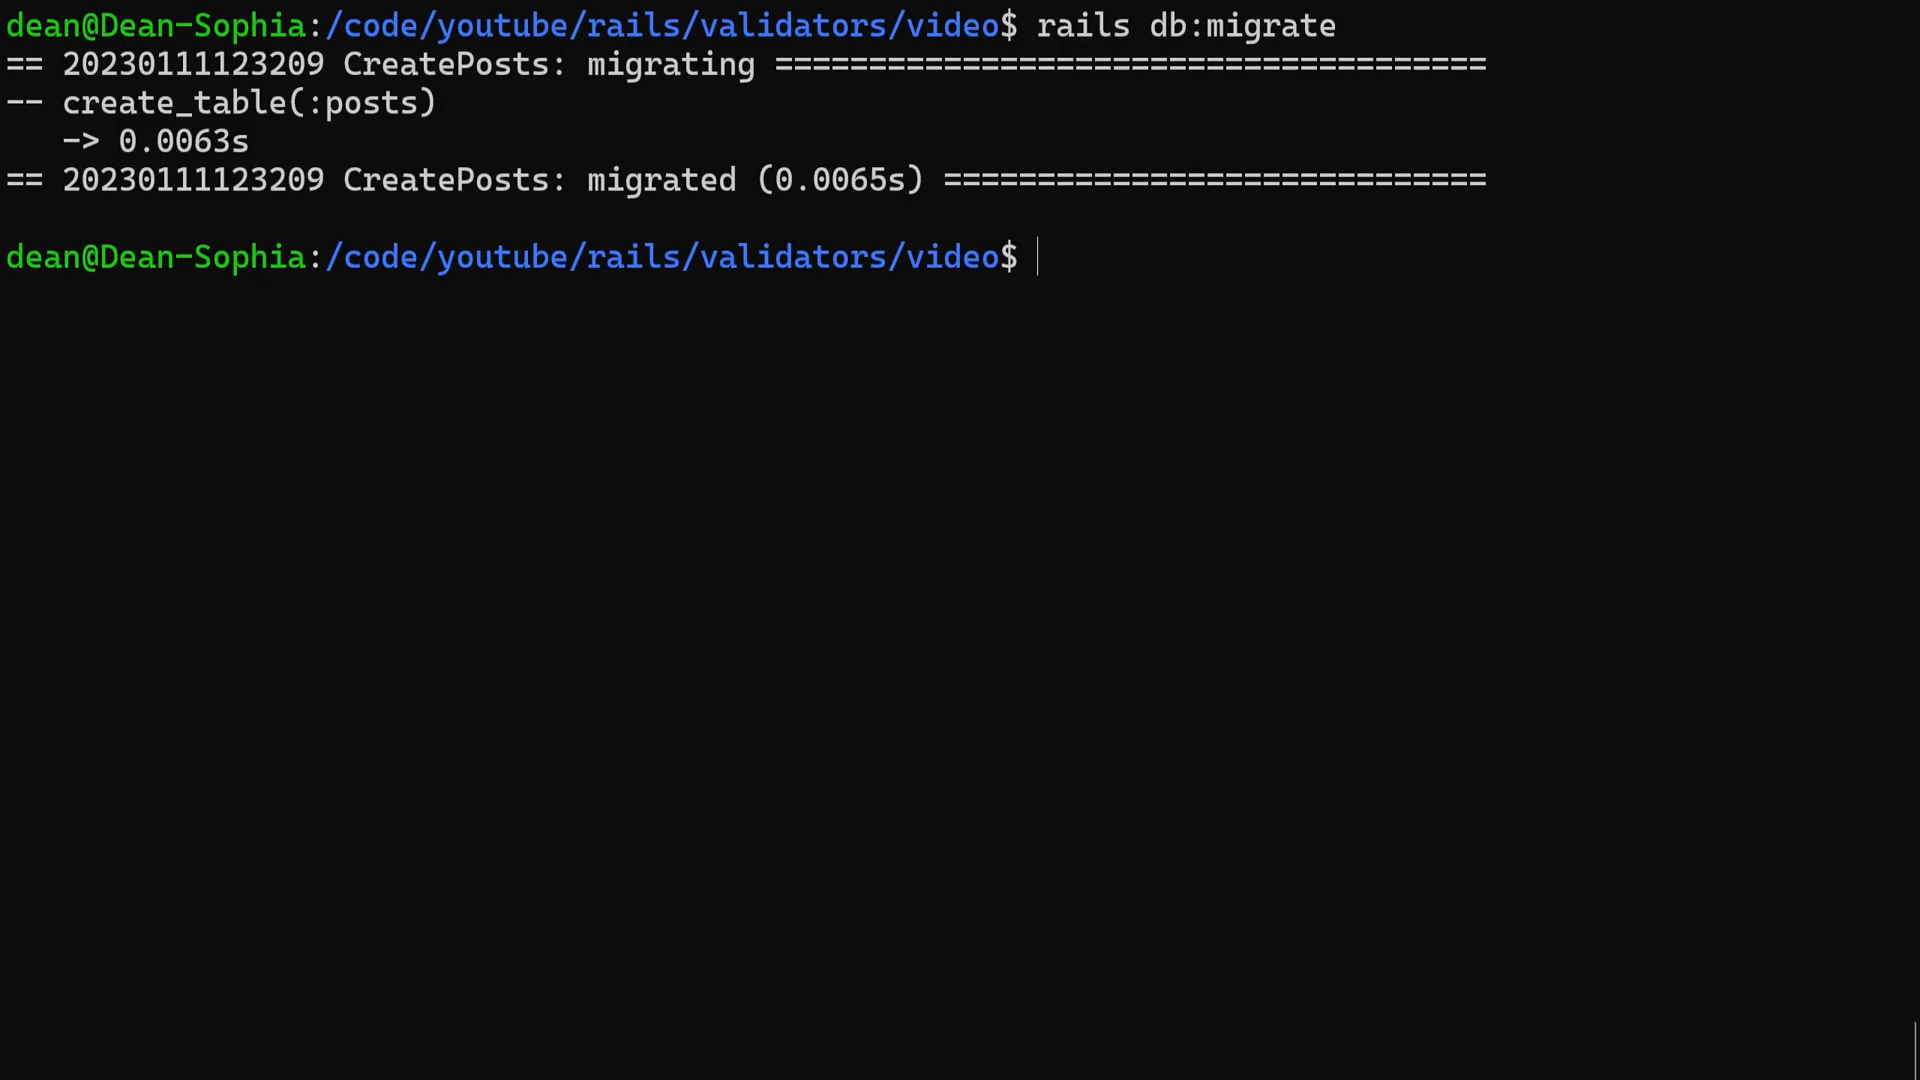 dean@Dean-Sophia:/code/youtube/rails/validators/video$ rails db:migrate
== 20230111123209 CreatePosts: migrating ======================================
-- create_table(:posts)
   -> 0.0063s
== 20230111123209 CreatePosts: migrated (0.0065s) =============================
dean@Dean-Sophia:/code/youtube/rails/validators/video$